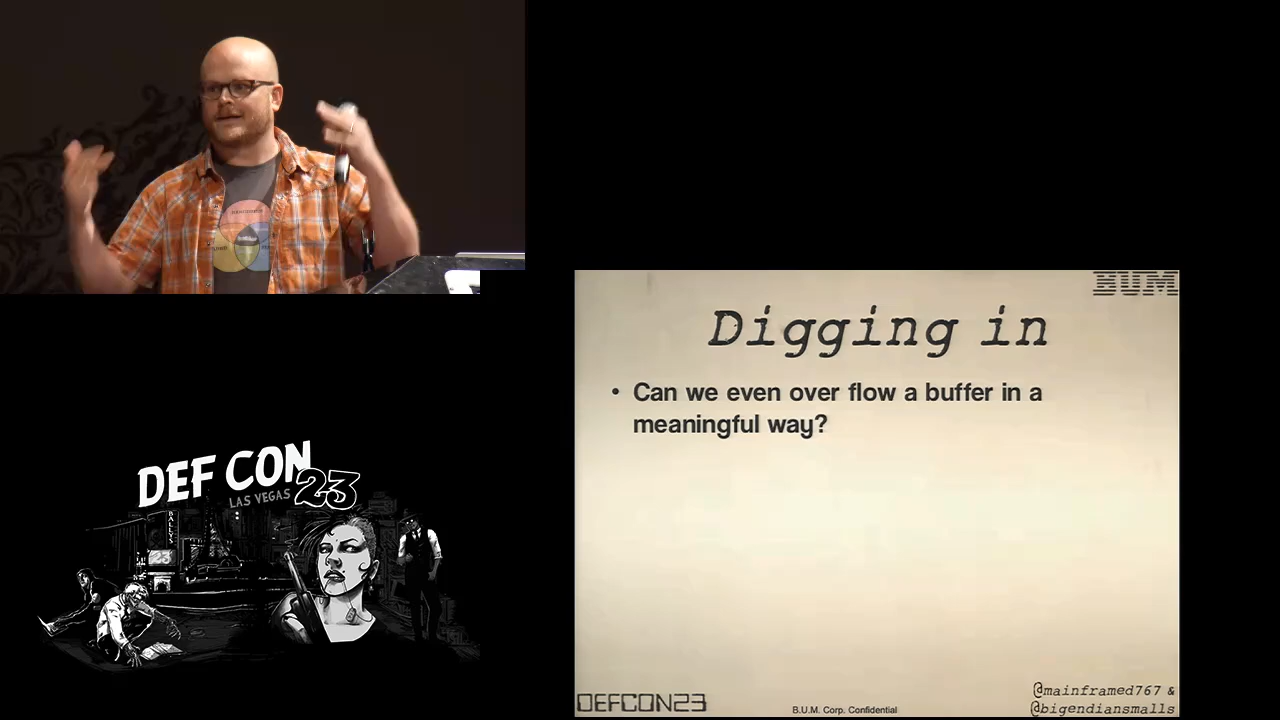 BUM
Digging in
• Can we even over flow a buffer in a
meaningful way?
DEF CON
LAS VEGAS 23
BALLYS
DEFCON23
B.U.M. Corp. Confidential
@mainframed767 &
@bigendiansmalls